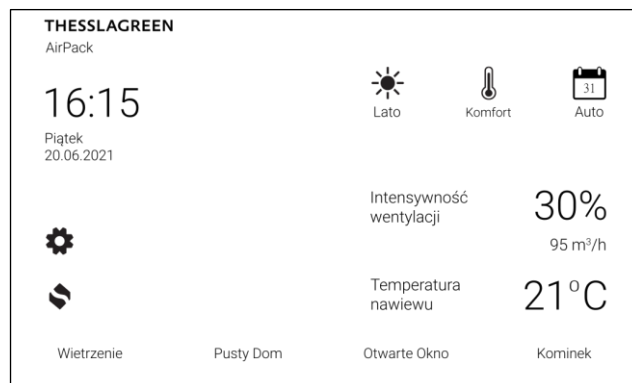 THESSLAGREEN
AirPack
16:15
Piątek
20.06.2021
31
Lato
Komfort
Auto
Intensywność
wentylacji
30%
95 m³/h
Temperatura
nawiewu
21°C
Wietrzenie
Pusty Dom
Otwarte Okno
Kominek